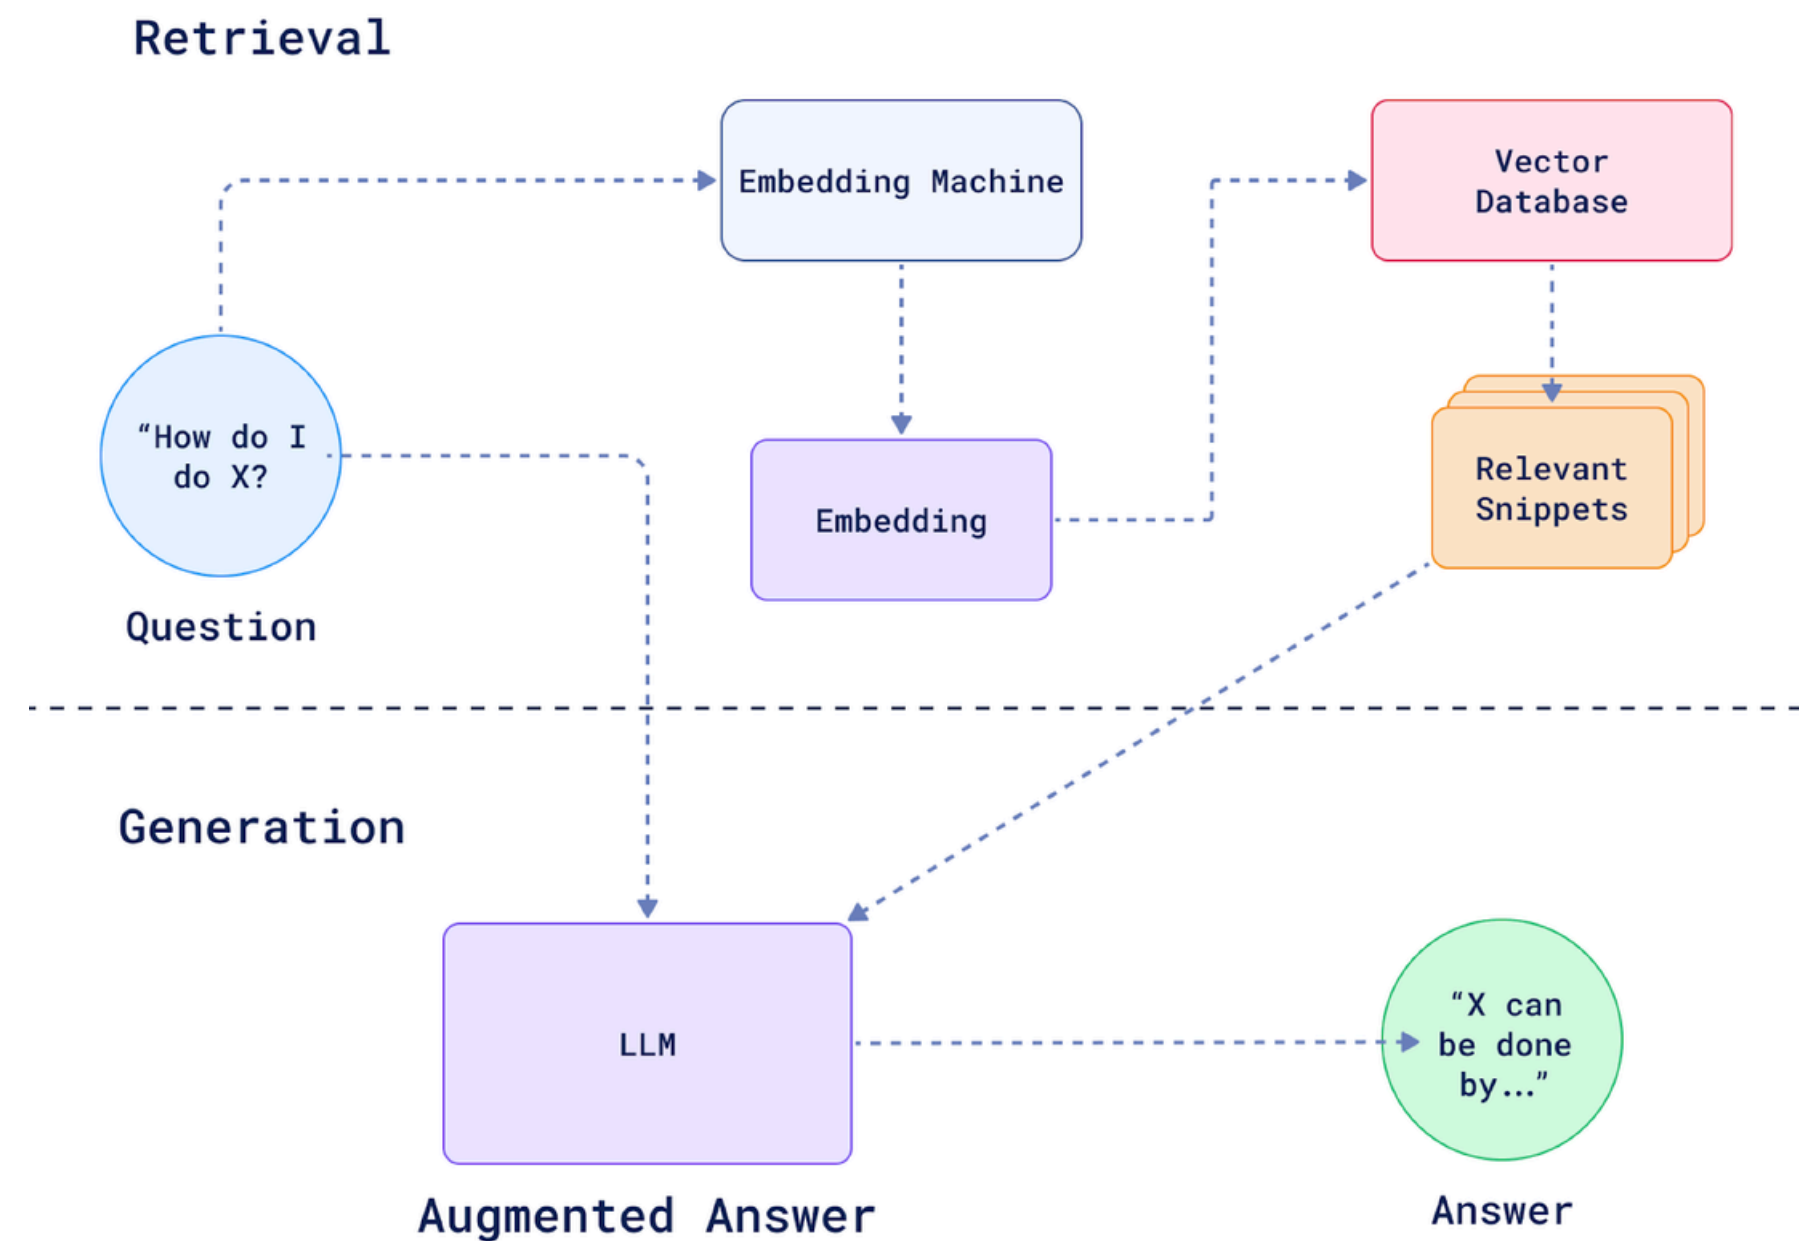 Retrieval
Embedding Machine
Vector
Database
“How do I
do X?
Embedding
Relevant
Snippets
Question
Generation
LLM
“X can
be done
by...”
Augmented Answer
Answer